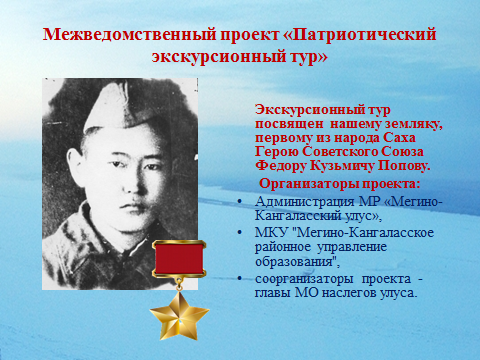 Межведомственный проект «Патриотический
экскурсионный тур»
Экскурсионный тур
посвящен нашему земляку,
первому из народа Саха
Герою Советского Союза
Федору Кузьмичу Попову.
Организаторы проекта:
• Администрация МР «Мегино-
Кангаласский улус»,
• МКУ "Мегино-Кангаласское
районное управление
образования",
• соорганизаторы проекта -
главы МО наслегов улуса.